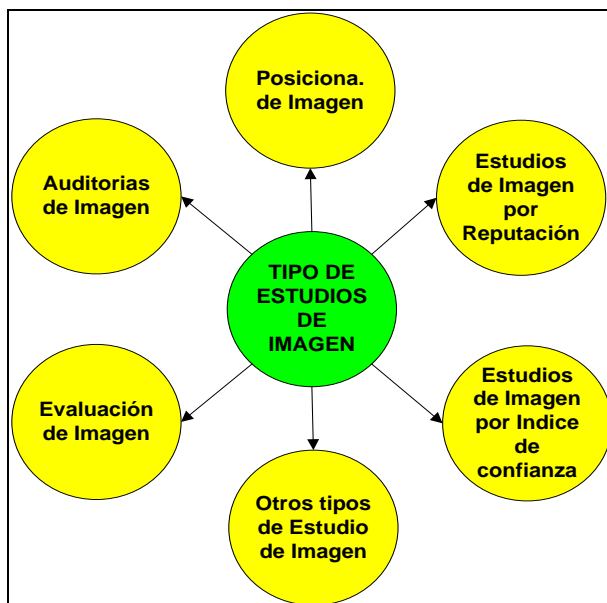 Posiciona.
de Imagen
Auditorias
de Imagen
Estudios
de Imagen
por
Reputación
TIPO DE
ESTUDIOS
DE
IMAGEN
Evaluación
de Imagen
Estudios
de Imagen
por Indice
de
confianza
Otros tipos
de Estudio
de Imagen